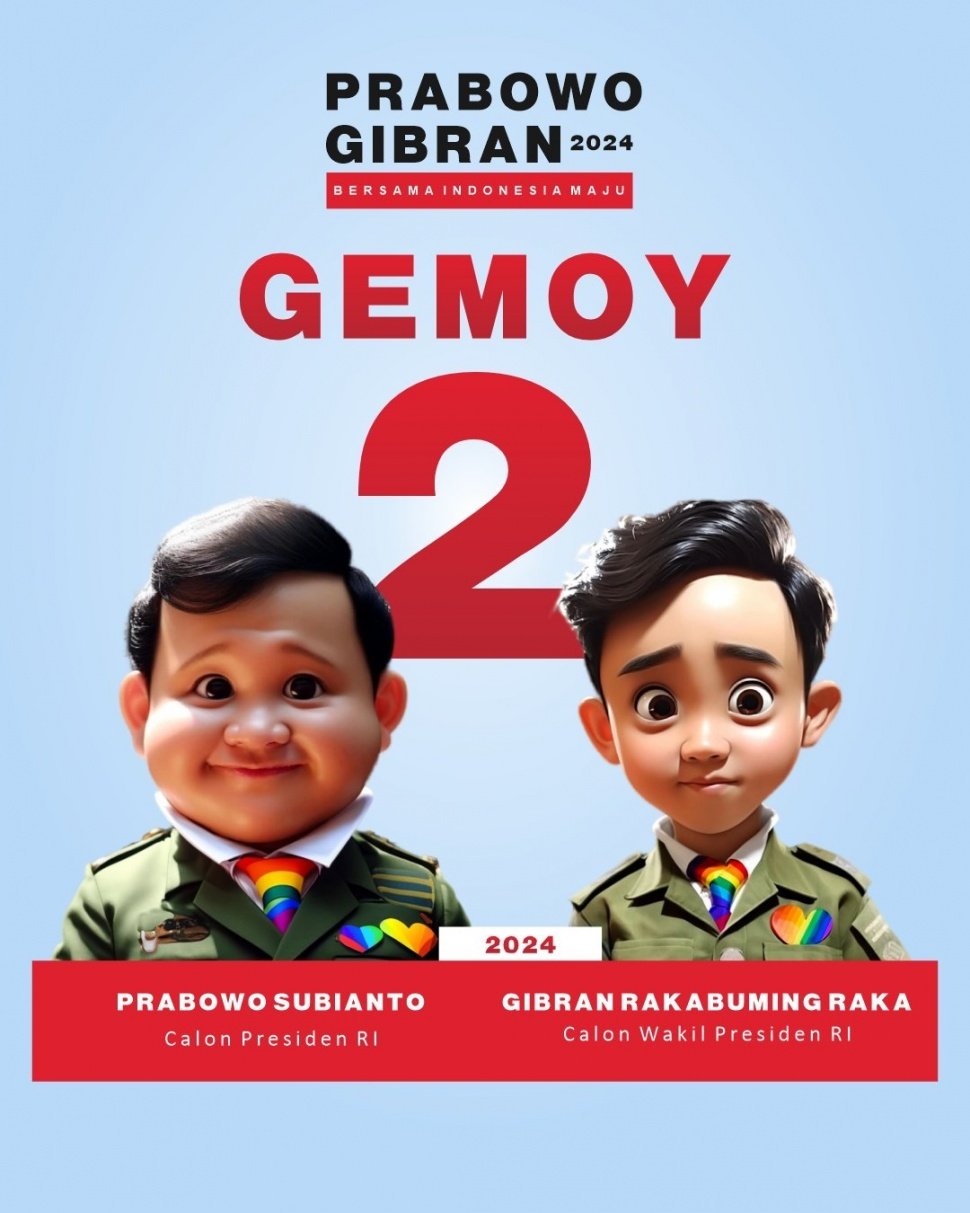 PRABOWO
GIBRAN 2024
BERSAMA INDONESIA MAJU
GEMOY
2
2024
PRABOWO SUBIANTO
Calon Presiden RI
GIBRAN RAKABUMING RAKA
Calon Wakil Presiden RI